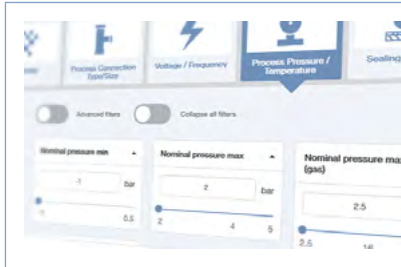 Process Connection
Type/Size
Voltage / Frequency
Process Pressure /
Temperature
Sealing
Advanced filters
Collapse all filters
Nominal pressure min
-1
bar
-1
0.5
Nominal pressure max
2
bar
2
4
5
Nominal pressure max
(gas)
2.5
2.5
16